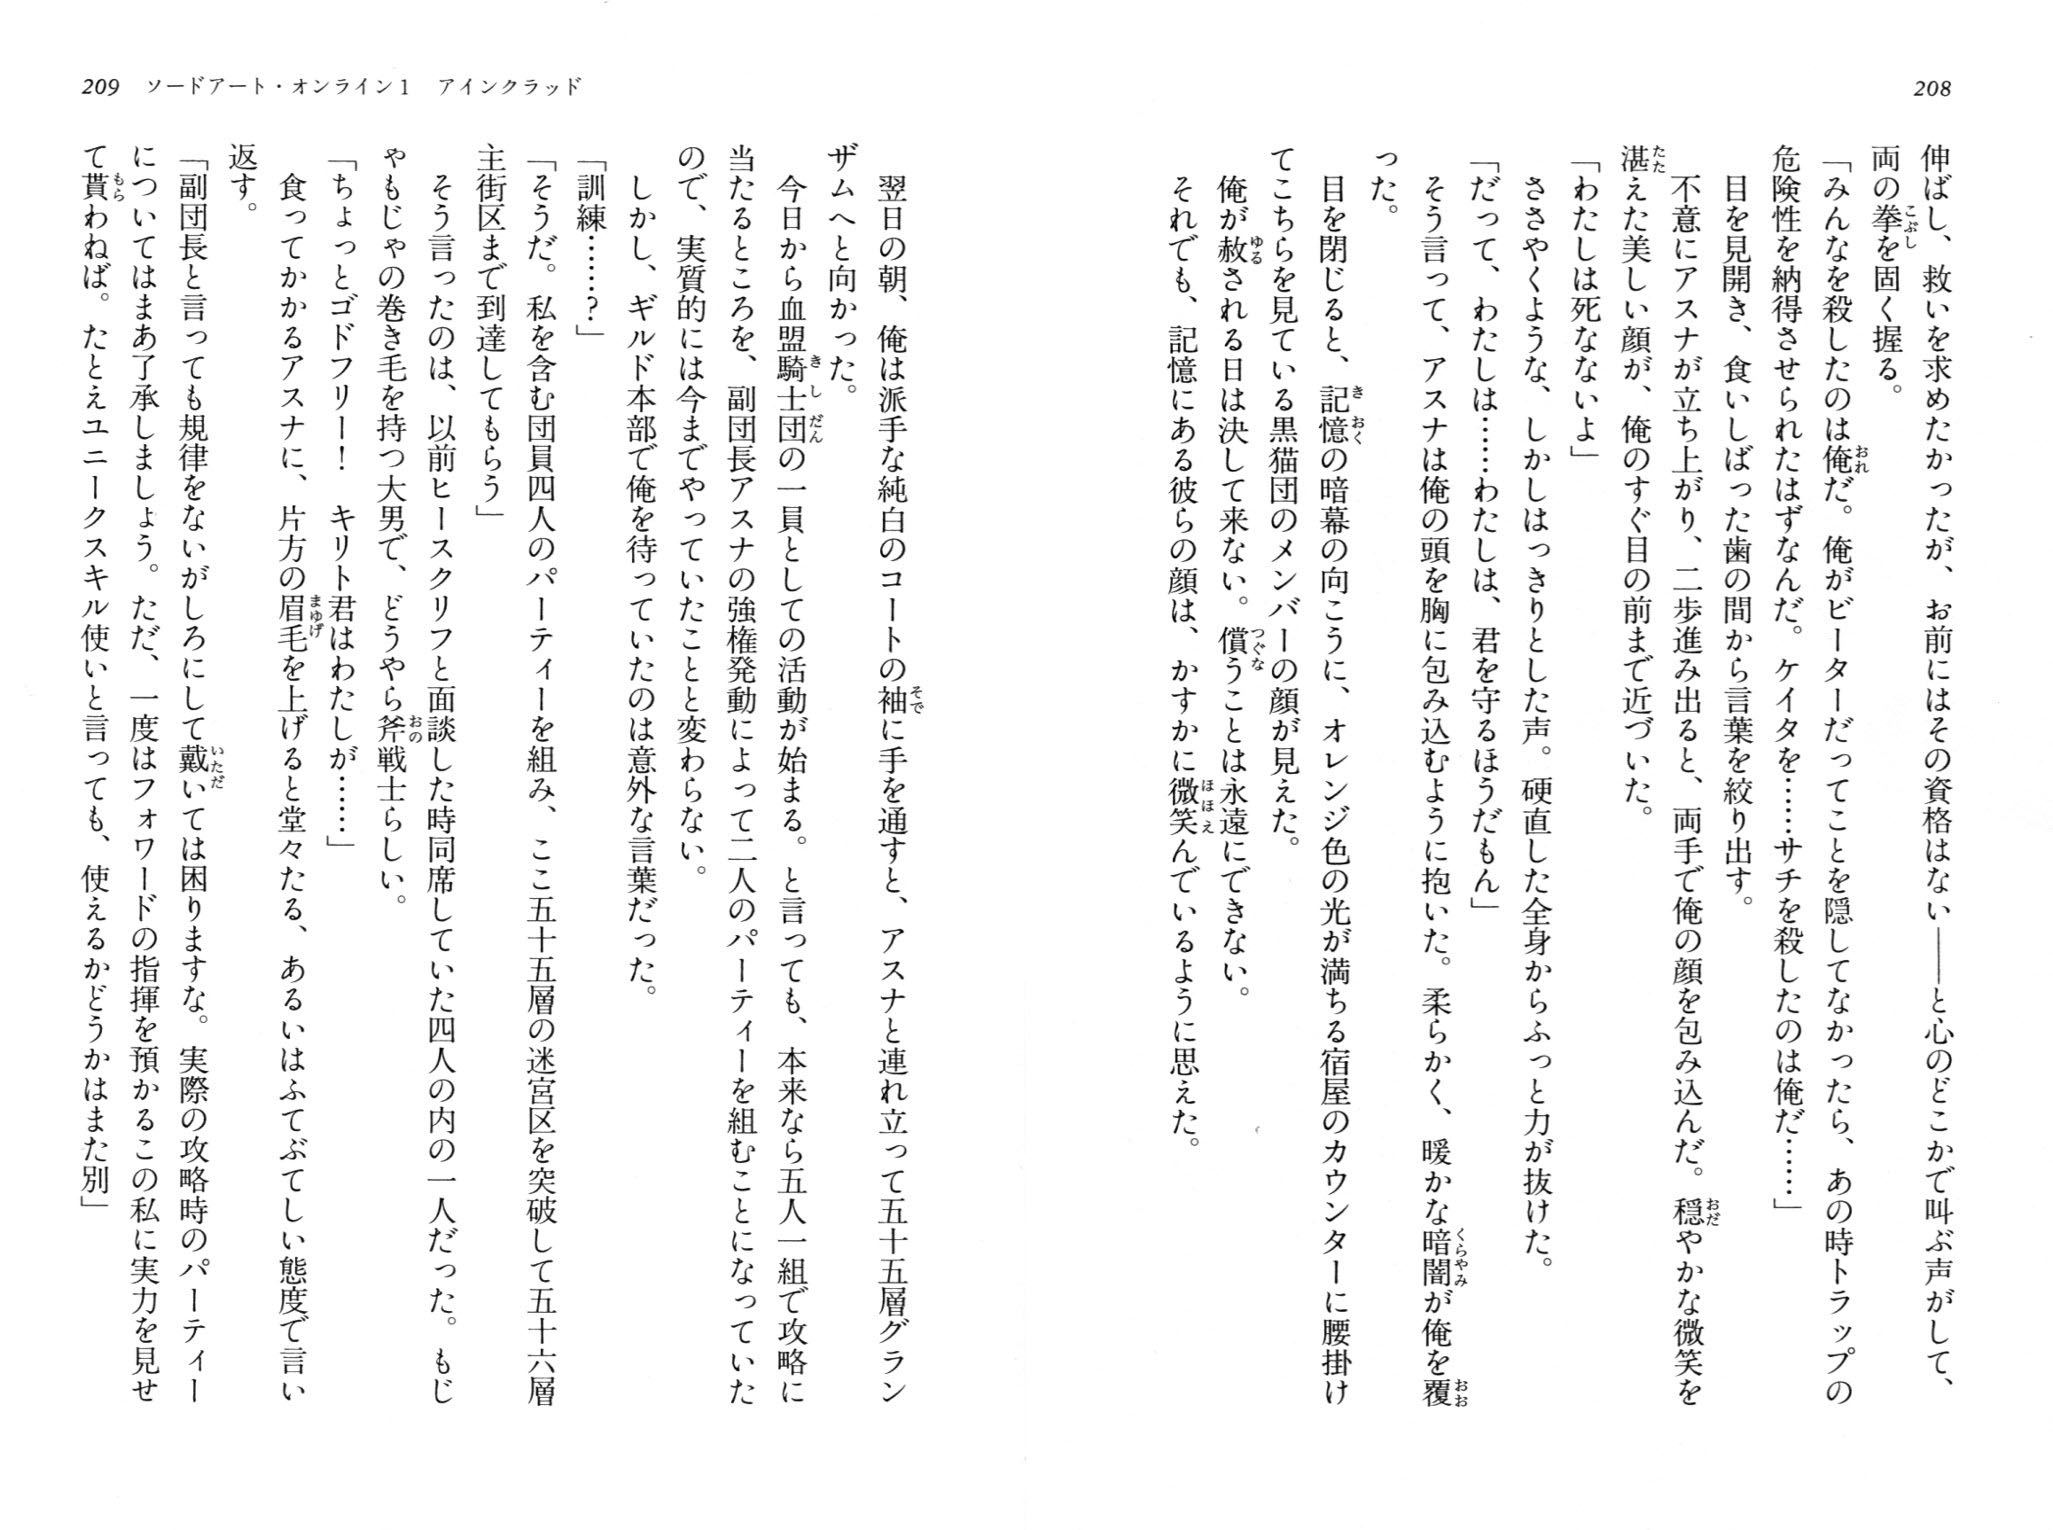 208
伸ばし、救いを求めたかったが、お前にはその資格はない――と心のどこかで叫ぶ声がして、
両の拳を固く握る。
「みんなを殺したのは俺だ。俺がビーターだってことを隠してなかったら、あの時トラップの
危険性を納得させられたはずなんだ。ケイタを……サチを殺したのは俺だ……」
目を見開き、食いしばった歯の間から言葉を絞り出す。
不意にアスナが立ち上がり、二歩進み出ると、両手で俺の顔を包み込んだ。穏やかな微笑を
湛えた美しい顔が、俺のすぐ目の前まで近づいた。
「わたしは死なないよ」
ささやくような、しかしはっきりとした声。硬直した全身からふっと力が抜けた。
「だって、わたしは……わたしは、君を守るほうだもん」
そう言って、アスナは俺の頭を胸に包み込むように抱いた。柔らかく、暖かな暗闇が俺を覆
った。
目を閉じると、記憶の暗幕の向こうに、オレンジ色の光が満ちる宿屋のカウンターに腰掛け
てこちらを見ている黒猫団のメンバーの顔が見えた。
俺が赦される日は決して来ない。償うことは永遠にできない。
それでも、記憶にある彼らの顔は、かすかに微笑んでいるように思えた。
209 ソードアート・オンライン1 アインクラッド
翌日の朝、俺は派手な純白のコートの袖に手を通すと、アスナと連れ立って五十五層グラン
ザムへと向かった。
今日から血盟騎士団の一員としての活動が始まる。と言っても、本来なら五人一組で攻略に
当たるところを、副団長アスナの強権発動によって二人のパーティーを組むことになっていた
ので、実質的には今までやっていたことと変わらない。
しかし、ギルド本部で俺を待っていたのは意外な言葉だった。
「訓練……？」
「そうだ。私を含む団員四人のパーティーを組み、ここ五十五層の迷宮区を突破して五十六層
主街区まで到達してもらう」
そう言ったのは、以前ヒースクリフと面談した時同席していた四人の内の一人だった。もじ
ゃもじゃの巻き毛を持つ大男で、どうやら斧戦士らしい。
「ちょっとゴドフリー！　キリト君はわたしが……」
食ってかかるアスナに、片方の眉毛を上げると堂々たる、あるいはふてぶてしい態度で言い
返す。
「副団長と言っても規律をないがしろにして戴いては困りますな。実際の攻略時のパーティー
についてはまあ了承しましょう。ただ、一度はフォワードの指揮を預かるこの私に実力を見せ
て貰わねば。たとえユニークスキル使いと言っても、使えるかどうかはまた別」